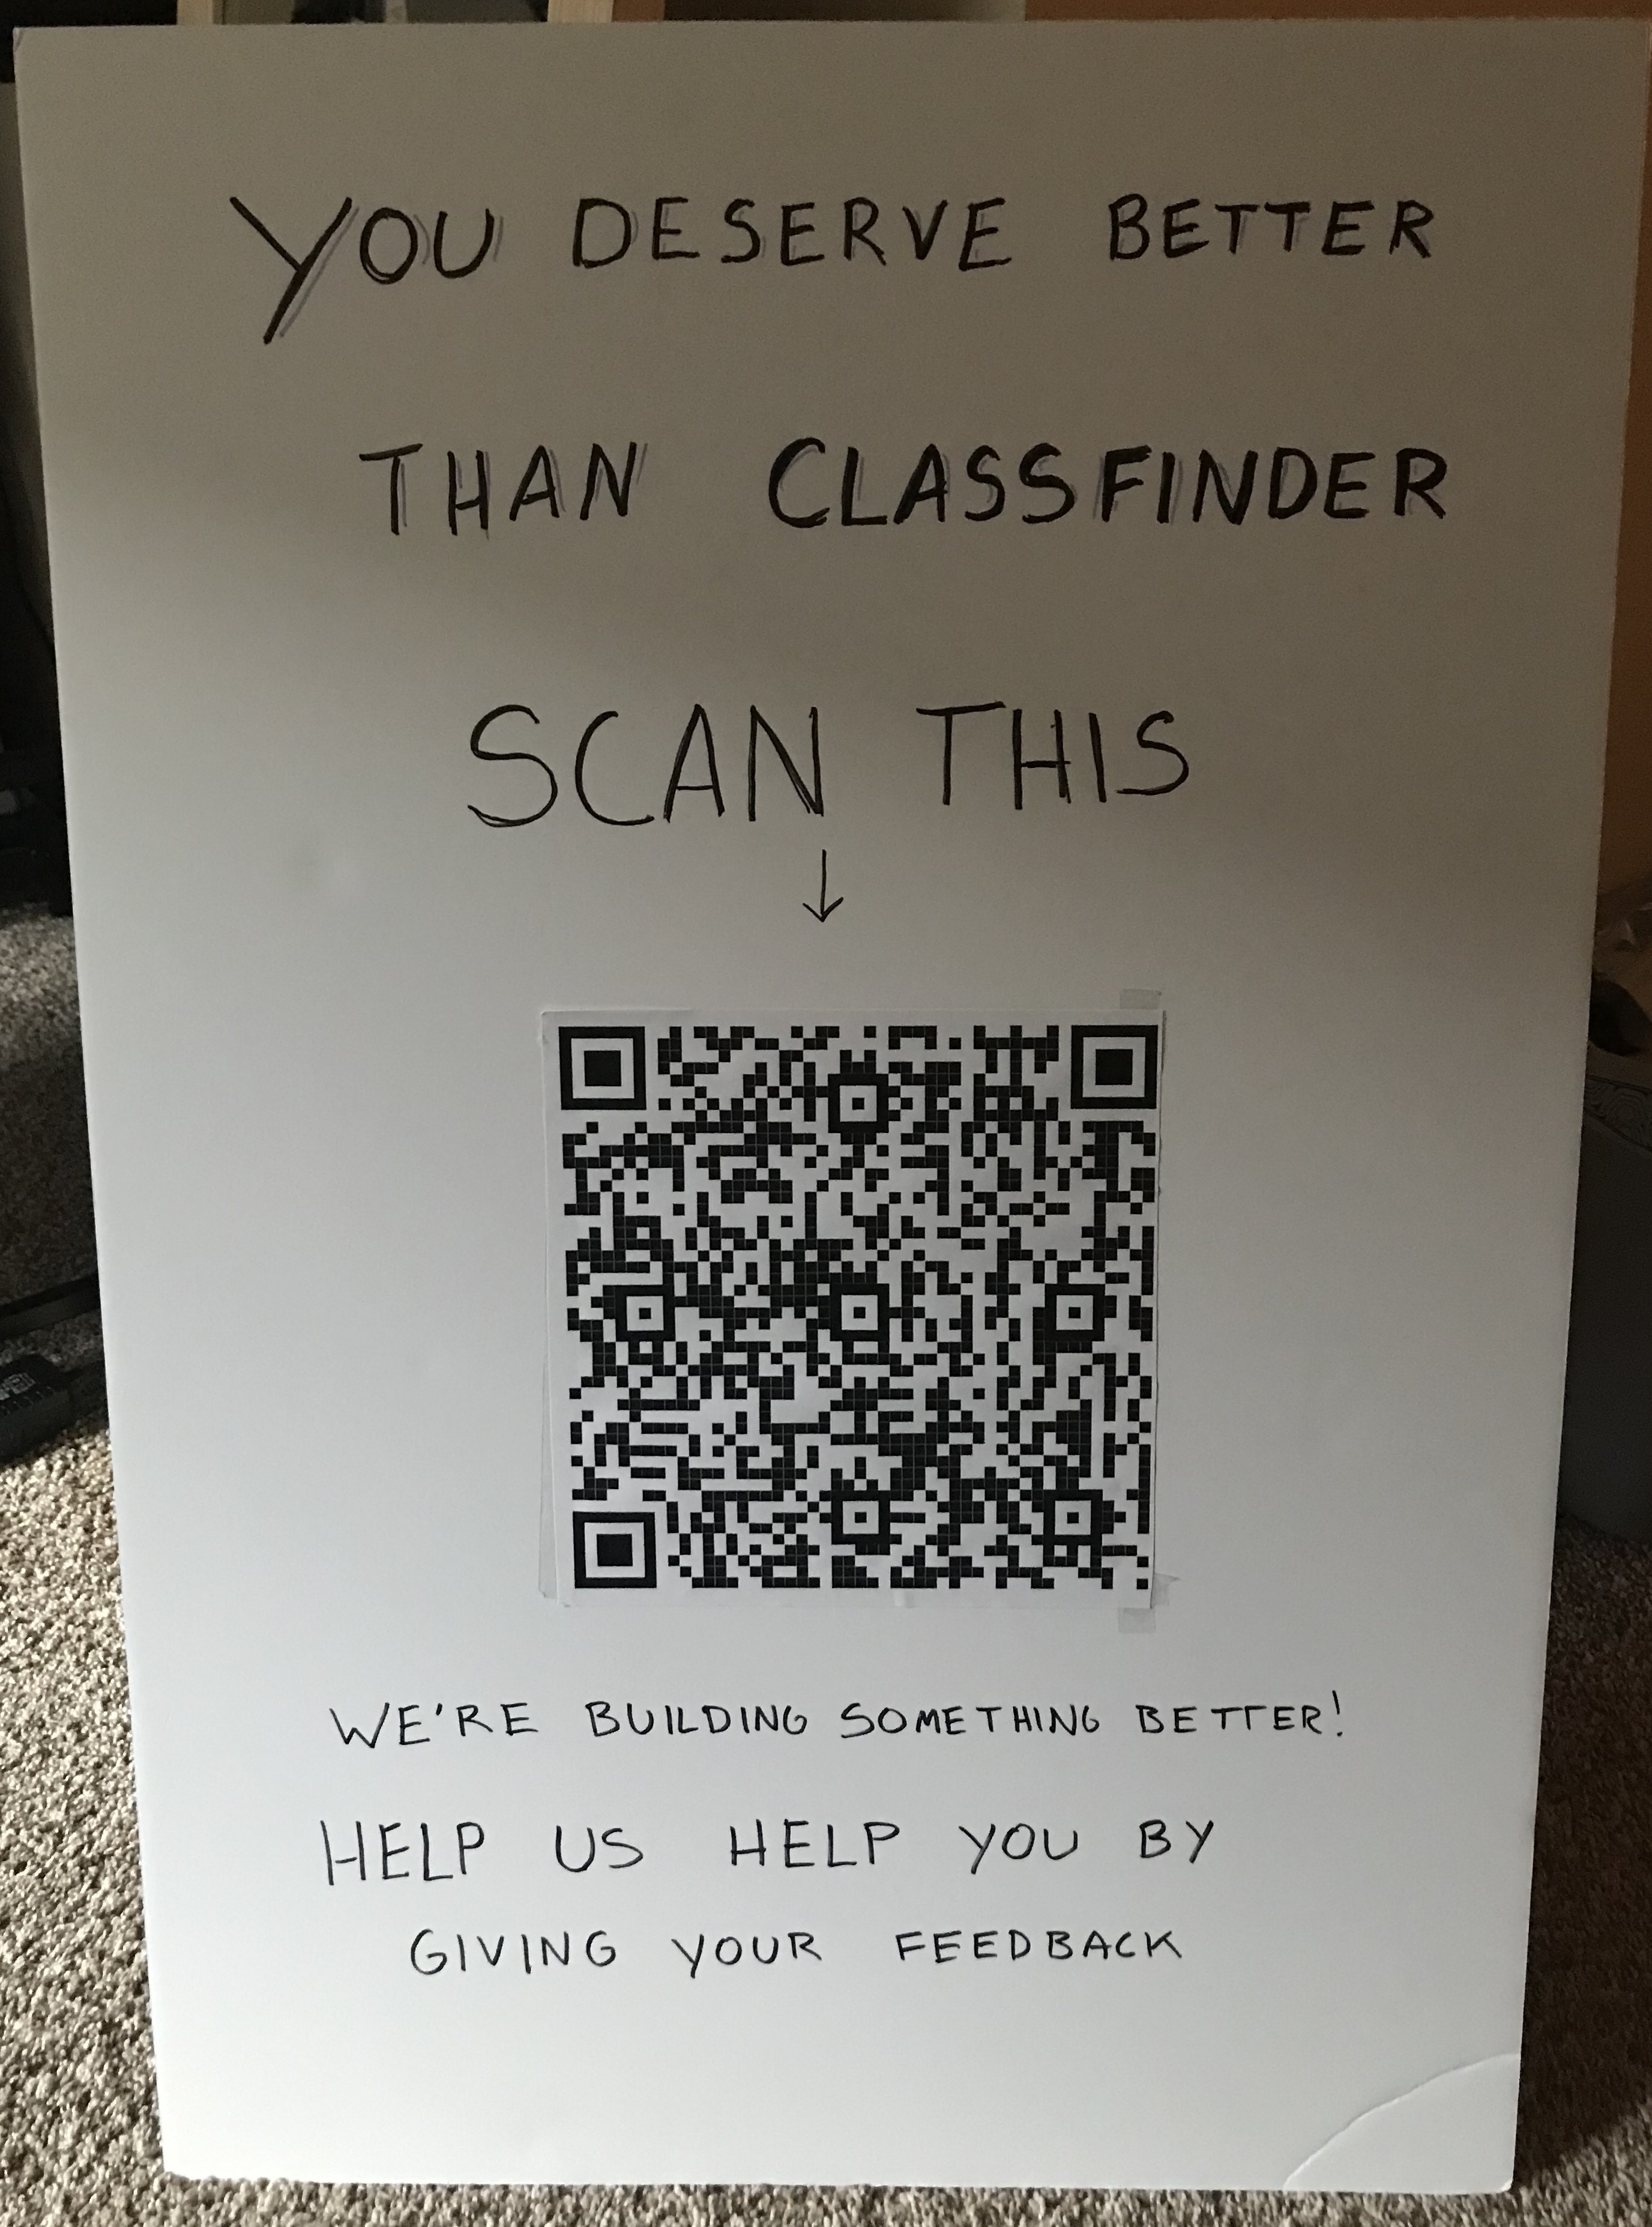 YOU DESERVE BETTER
THAN CLASSFINDER
SCAN THIS
WE'RE BUILDING SOMETHING BETTER!
HELP US HELP YOU BY
GIVING YOUR FEEDBACK